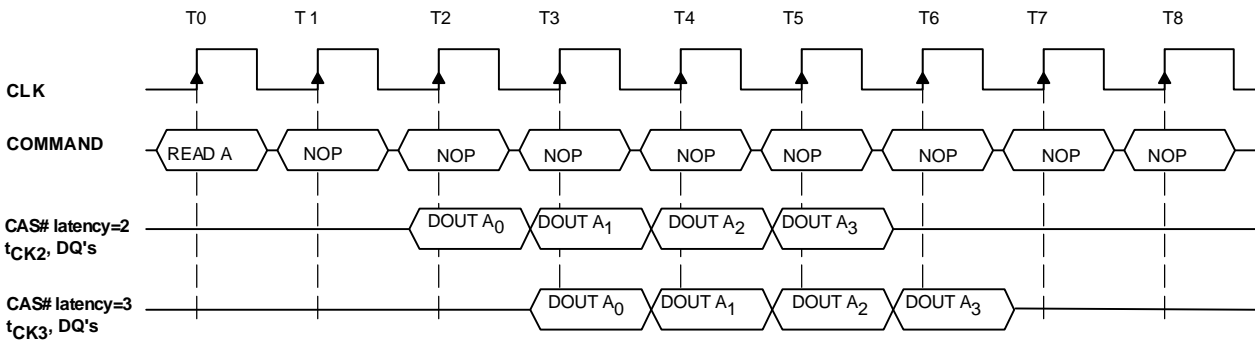 T0 T 1 T2 T3 T4 T5 T6 T7 T8
CLK
COMMAND READ A NOP NOP NOP NOP NOP NOP NOP NOP
CAS# latency=2 DOUT A0 DOUT A1 DOUT A2 DOUT A3
tCK2, DQ's
CAS# latency=3 DOUT A0 DOUT A1 DOUT A2 DOUT A3
tCK3, DQ's